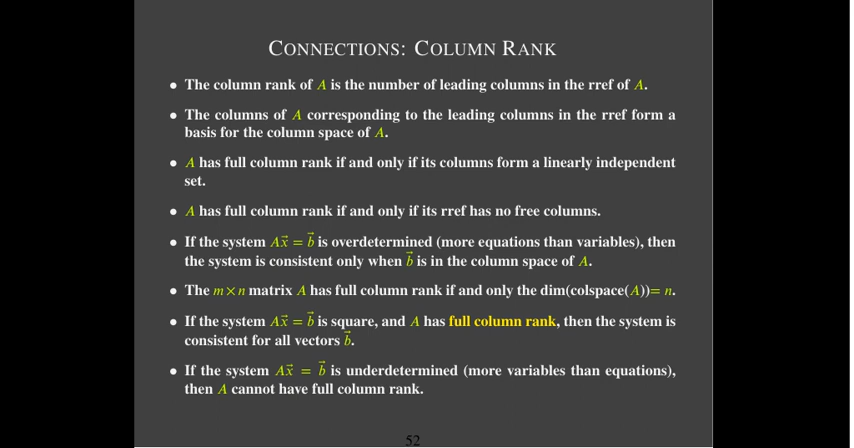 CONNECTIONS: COLUMN RANK
• The column rank of A is the number of leading columns in the rref of A.
• The columns of A corresponding to the leading columns in the rref form a
basis for the column space of A.
• A has full column rank if and only if its columns form a linearly independent
set.
• A has full column rank if and only if its rref has no free columns.
• If the system Ax⃗ = b⃗ is overdetermined (more equations than variables), then
the system is consistent only when b⃗ is in the column space of A.
• The m×n matrix A has full column rank if and only the dim(colspace(A))= n.
• If the system Ax⃗ = b⃗ is square, and A has full column rank, then the system is
consistent for all vectors b⃗.
• If the system Ax⃗ = b⃗ is underdetermined (more variables than equations),
then A cannot have full column rank.
52